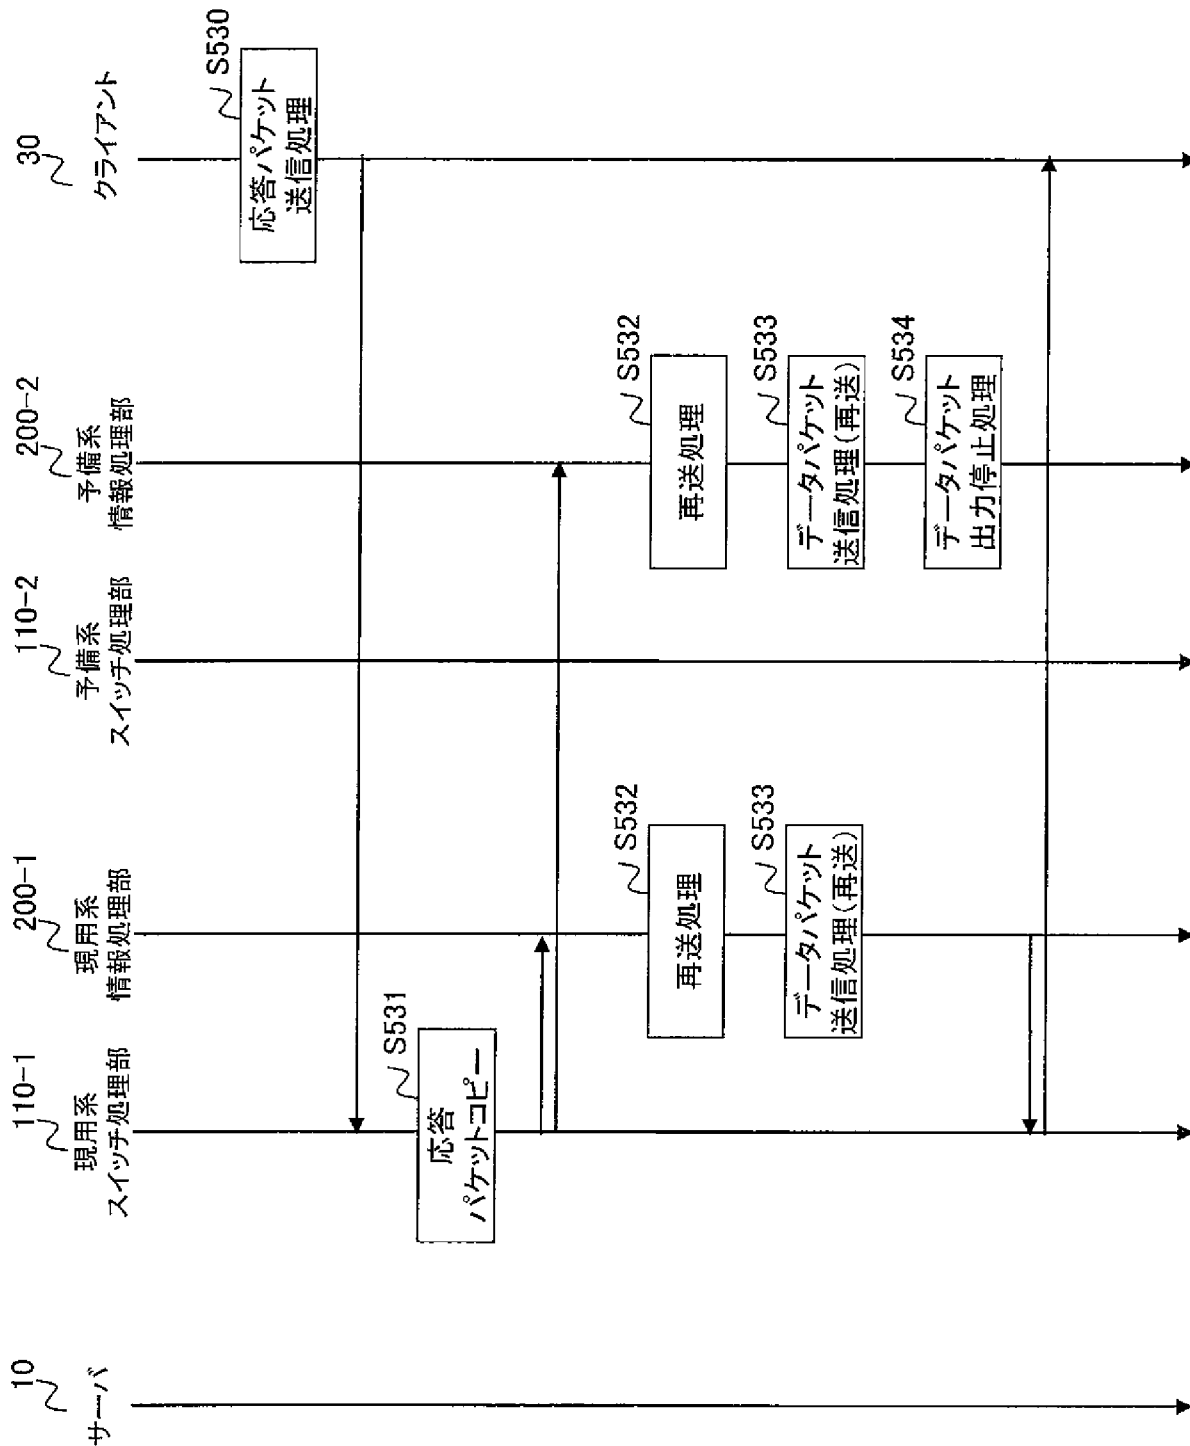 10
サーバ
110-1
現用系
スイッチ処理部
200-1
現用系
情報処理部
110-2
予備系
スイッチ処理部
200-2
予備系
情報処理部
30
クライアント
S530
応答パケット
送信処理
S531
応答
パケットコピー
S532
再送処理
S532
再送処理
S533
データパケット
送信処理(再送)
S533
データパケット
送信処理(再送)
S534
データパケット
出力停止処理